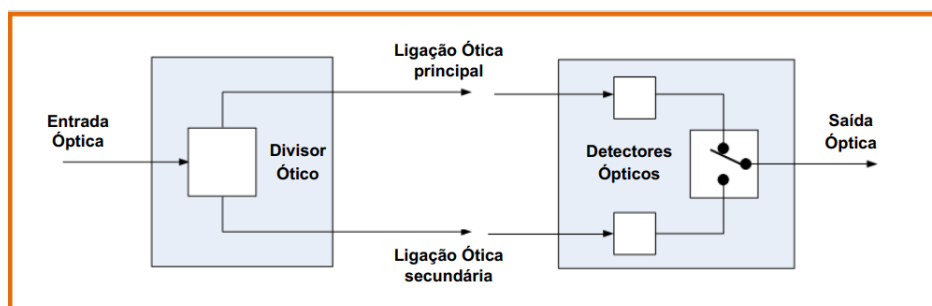 Entrada
Óptica
Divisor
Ótico
Ligação Ótica
principal
Ligação Ótica
secundária
Detectores
Ópticos
Saída
Óptica